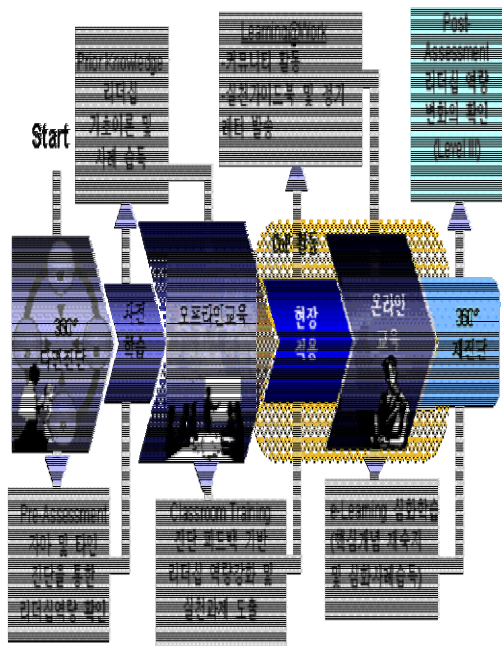 Prior Knowledge
리더십
기초이론 및
사례 습득
Learning@Work
-커뮤니티 활동
-실천가이드북 및 정기
레터 발송
Post-
Assessment
리더십 역량
변화의 확인
(Level III)
Start
CoP 활동
360°
다면진단
사전
학습
오프라인교육
현장
적용
온라인
교육
360°
재진단
Pre-Assessment
자아 및 타인
진단을 통한
리더십역량 확인
Classroom Training
진단 피드백 기반
리더십 역량강화 및
실천과제 도출
e-Learning 심화학습
(핵심개념 재숙지
및 심화사례습득)